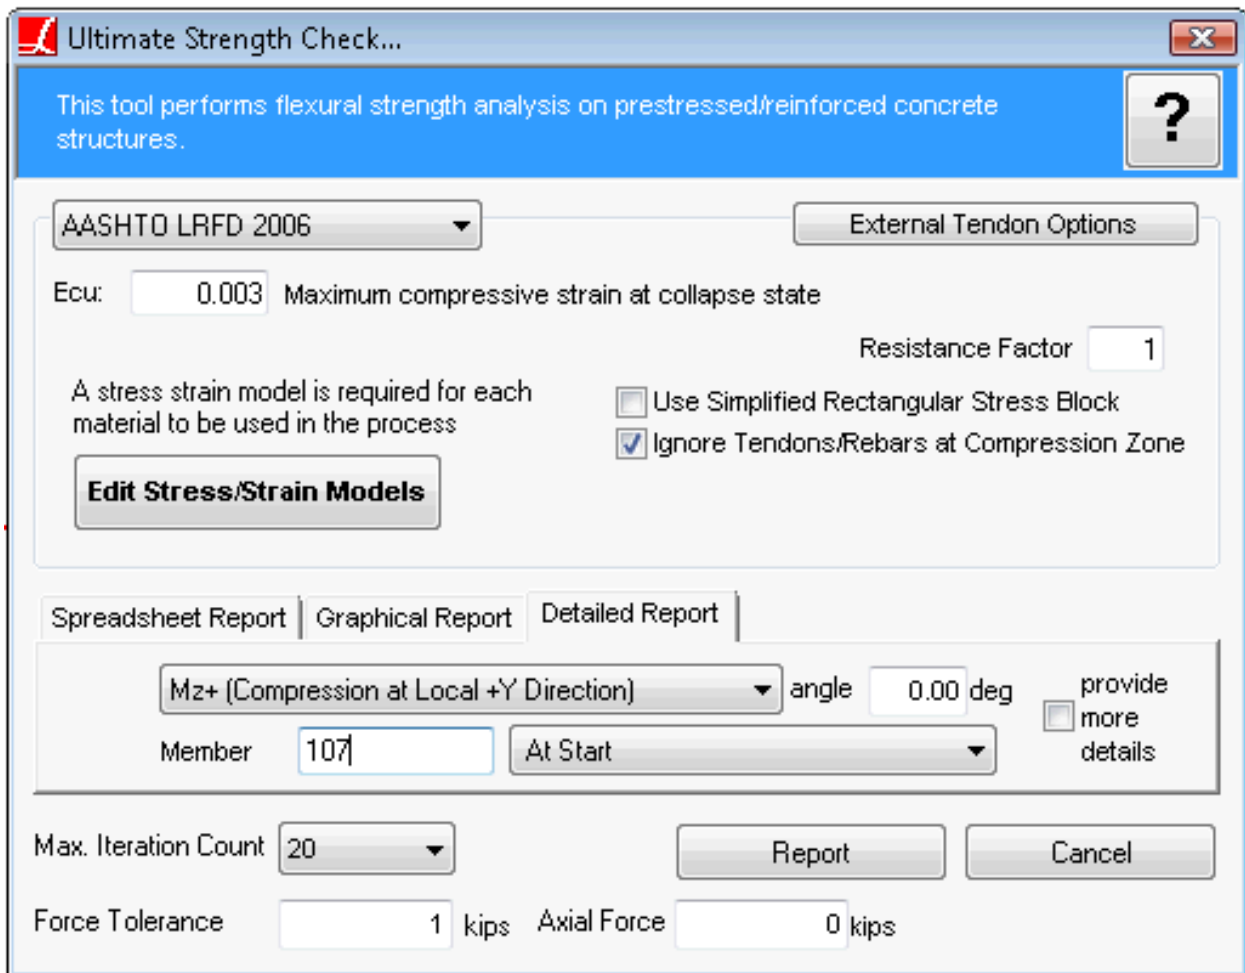 Ultimate Strength Check...
This tool performs flexural strength analysis on prestressed/reinforced concrete
structures.
?
AASHTO LRFD 2006
External Tendon Options
Ecu: 0.003 Maximum compressive strain at collapse state
Resistance Factor 1
A stress strain model is required for each
material to be used in the process
Use Simplified Rectangular Stress Block
Ignore Tendons/Rebars at Compression Zone
Edit Stress/Strain Models
Spreadsheet Report Graphical Report Detailed Report
Mz+ (Compression at Local +Y Direction) angle 0.00 deg
provide
more
details
Member 107 At Start
Max. Iteration Count 20
Report Cancel
Force Tolerance 1 kips Axial Force 0 kips